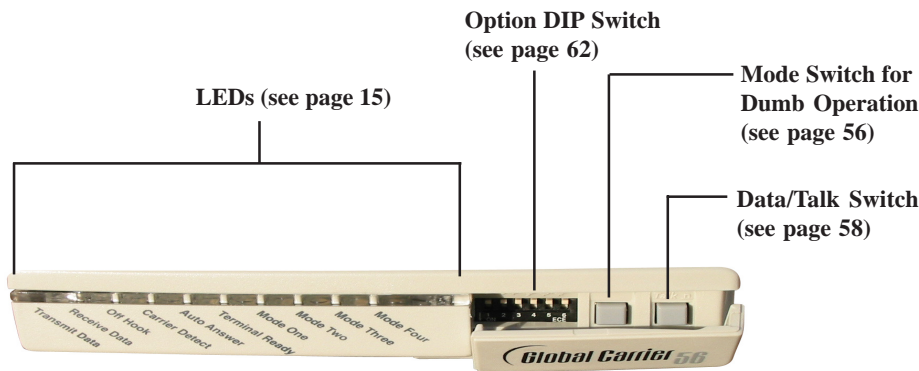 Option DIP Switch
(see page 62)
Mode Switch for
Dumb Operation
(see page 56)
LEDs (see page 15)
Data/Talk Switch
(see page 58)
Transmit Data
Receive Data
Off Hook
Carrier Detect
Auto Answer
Terminal Ready
Mode One
Mode Two
Mode Three
Mode Four
3 4 5 6
ECE
Global Carrier 56